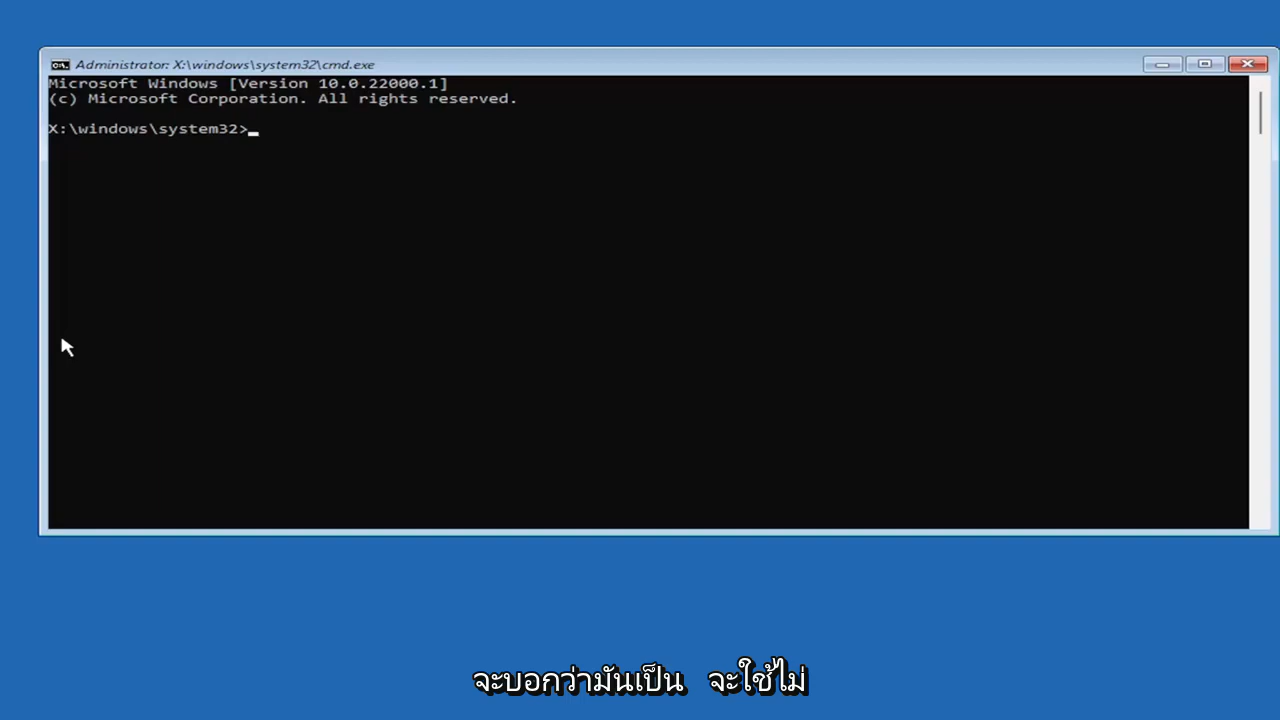 Administrator: X:\windows\system32\cmd.exe
Microsoft Windows [Version 10.0.22000.1]
(c) Microsoft Corporation. All rights reserved.
X:\windows\system32>
จะบอกว่ามันเป็น จะใช้ไม่